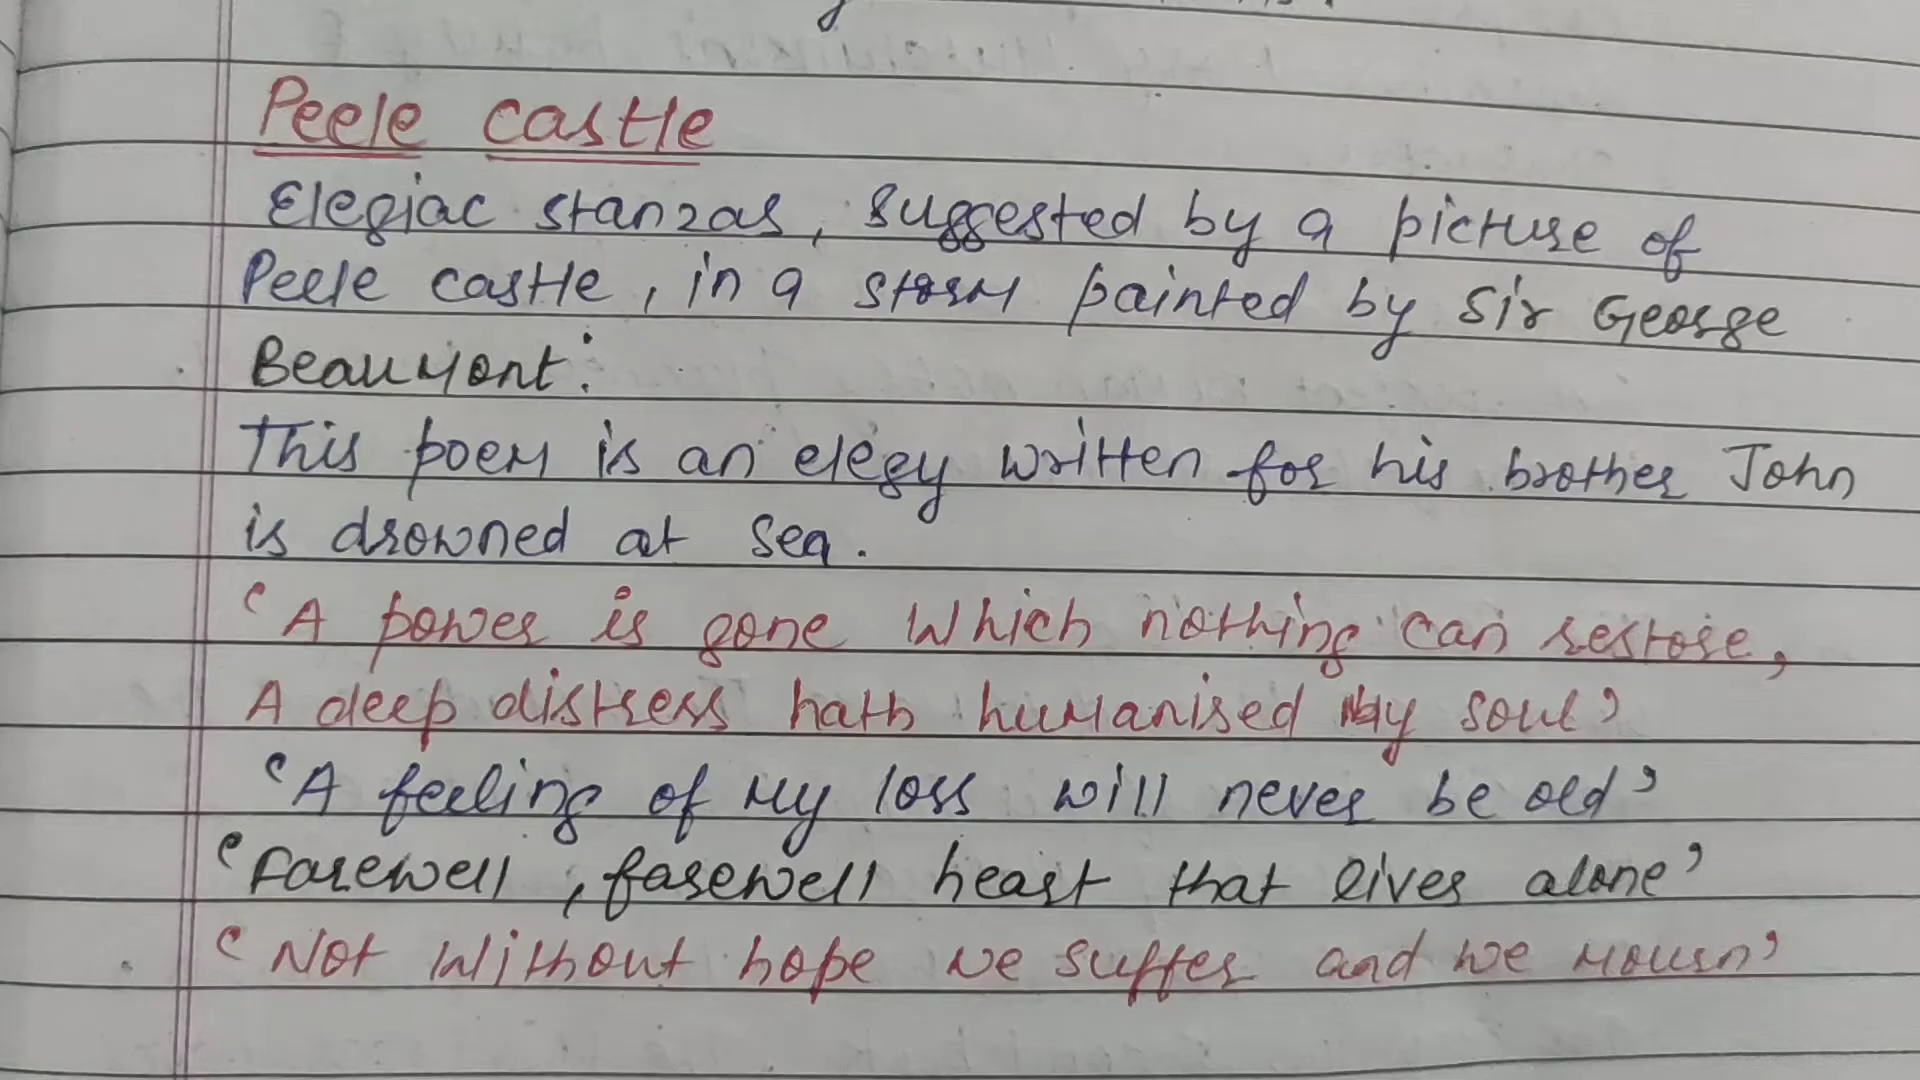 Peele castle
Elegiac stanzas, suggested by a picture of
Peele castle, in a storm painted by Sir George
Beaumont:
This poem is an elegy written for his brother John
is drowned at sea.
‘A power is gone which nothing can restore,
A deep distress hath humanised my soul’
‘A feeling of my loss will never be old’
‘Farewell, farewell heart that lives alone’
‘Not without hope we suffer and we mourn’